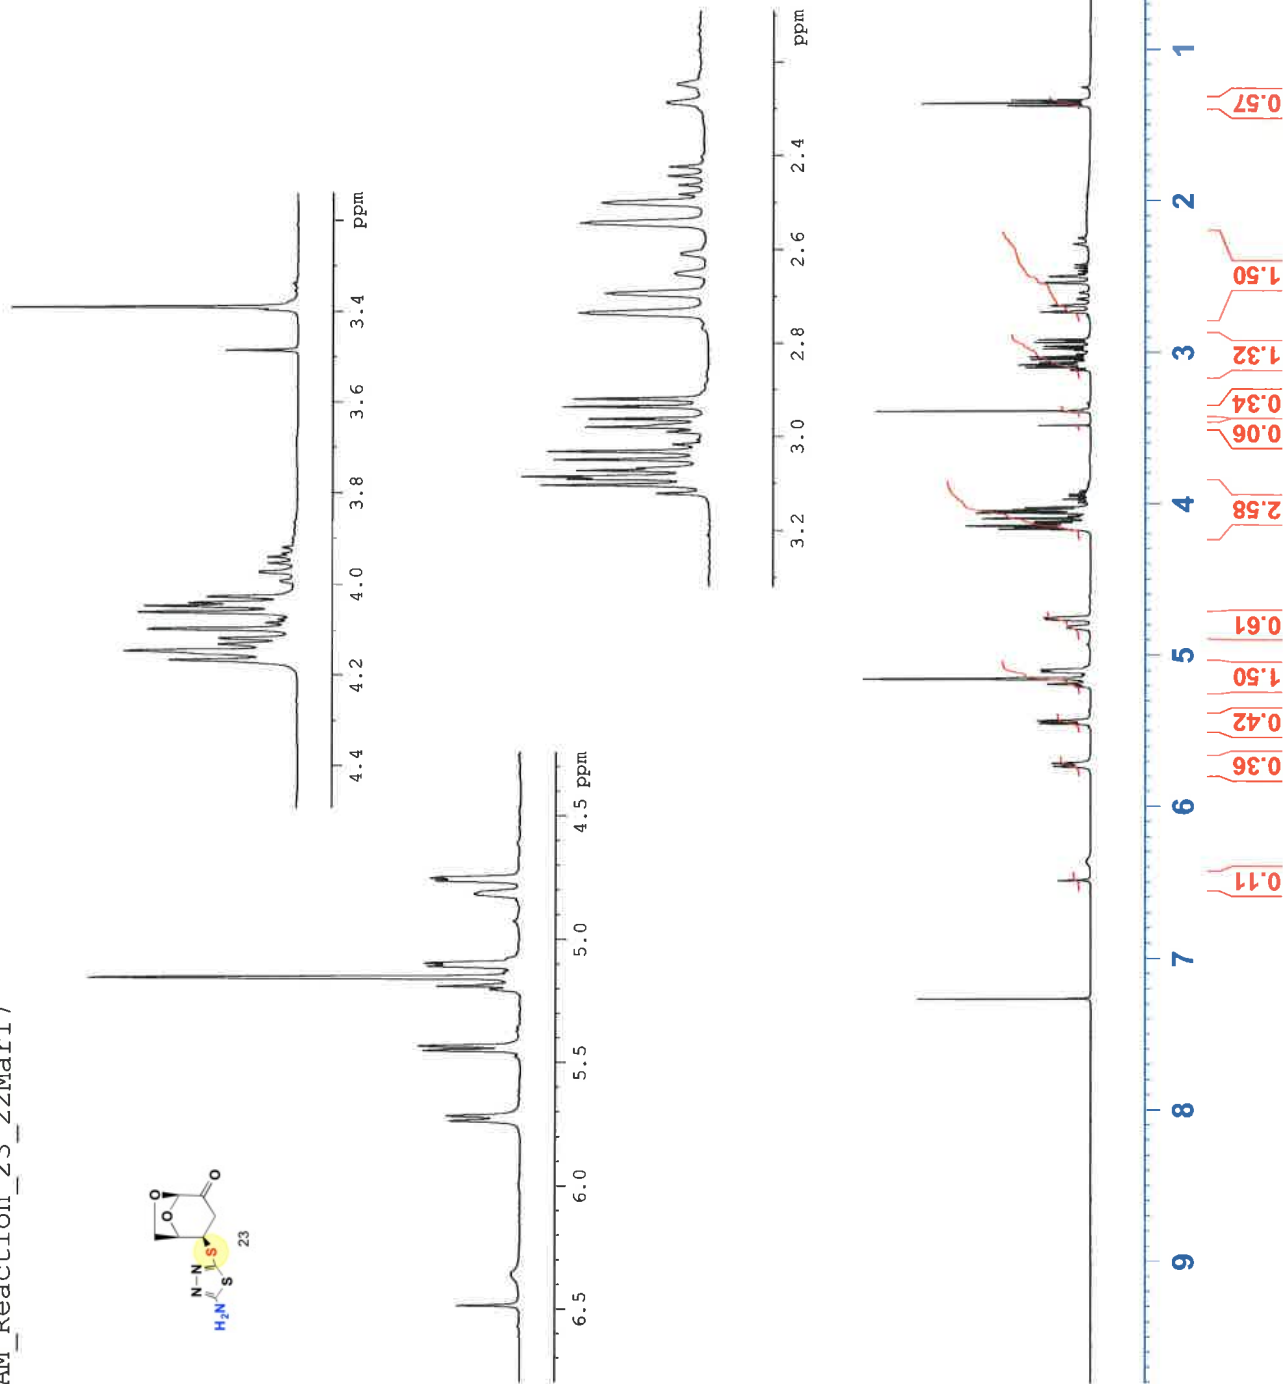 AM_Reaction_23_22Mar17
O
O
O
S
N-N
S
H₂N
23
4.4 4.2 4.0 3.8 3.6 3.4 ppm
6.5 6.0 5.5 5.0 4.5 ppm
3.2 3.0 2.8 2.6 2.4 ppm
9 8 7 6 5 4 3 2 1
0.11 0.36 0.42 1.50 0.61 2.58 0.06 0.34 1.32 1.50 0.57